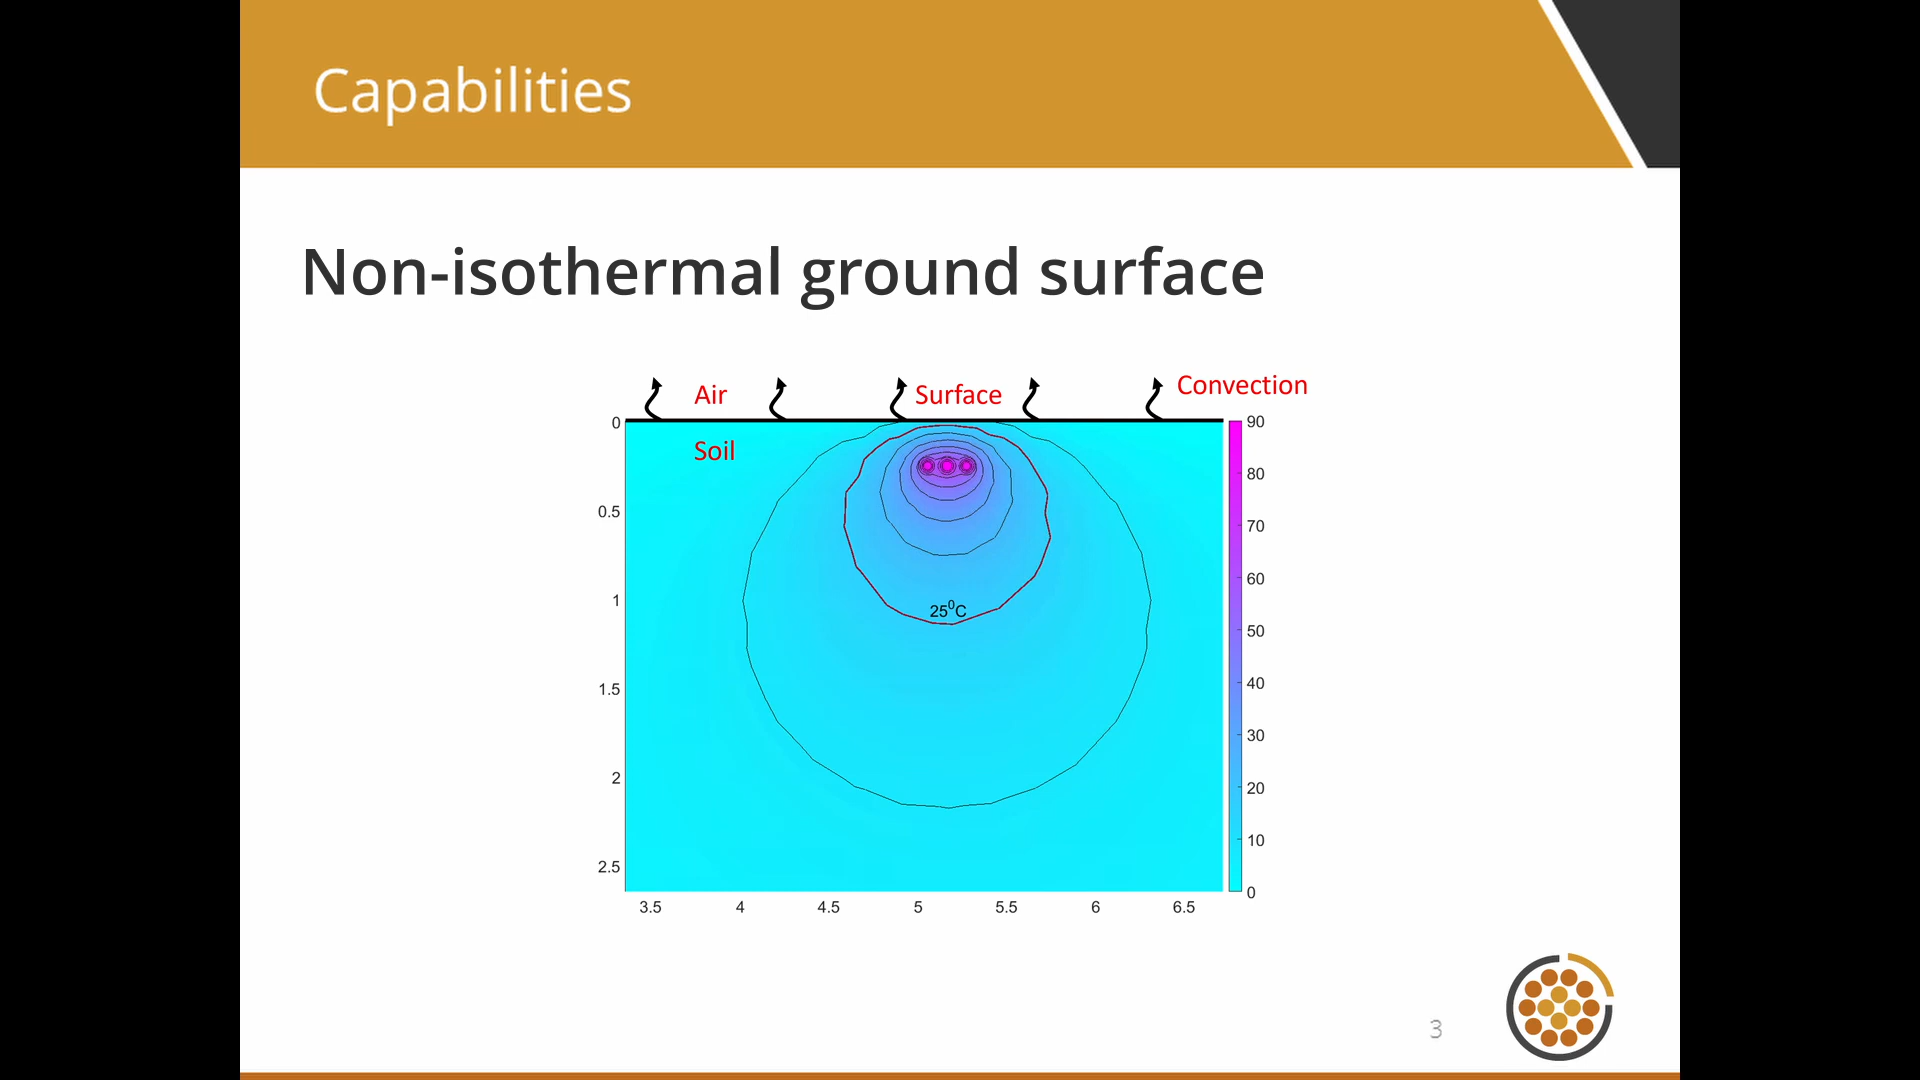 Capabilities
Non-isothermal ground surface
Air
Surface
Convection
Soil
0
0.5
1
1.5
2
2.5
25⁰C
90
80
70
60
50
40
30
20
10
0
3.5 4 4.5 5 5.5 6 6.5
3